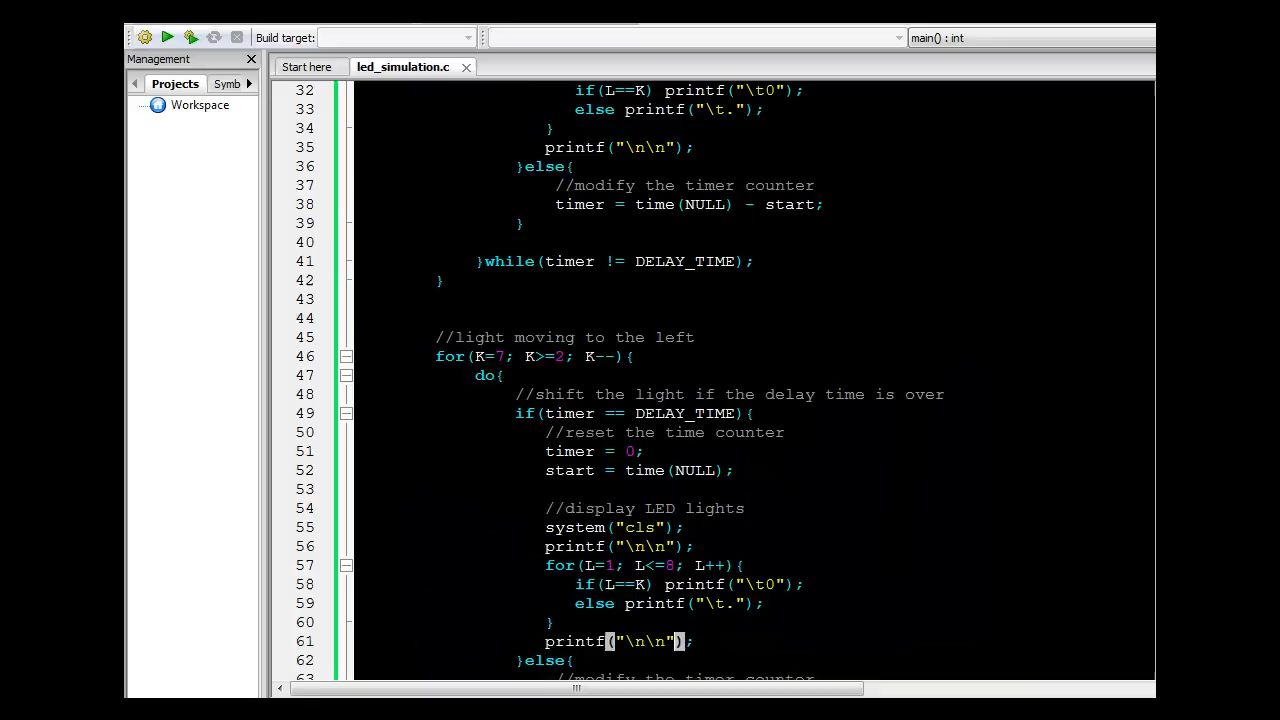 Build target:
main() : int
Management
Start here
led_simulation.c
Projects
Symb
Workspace
32 if(L==K) printf("\t0");
33 else printf("\t.");
34 }
35 printf("\n\n");
36 }else{
37 //modify the timer counter
38 timer = time(NULL) - start;
39 }
40
41 }while(timer != DELAY_TIME);
42 }
43
44
45 //light moving to the left
46 for(K=7; K>=2; K--){
47 do{
48 //shift the light if the delay time is over
49 if(timer == DELAY_TIME){
50 //reset the time counter
51 timer = 0;
52 start = time(NULL);
53
54 //display LED lights
55 system("cls");
56 printf("\n\n");
57 for(L=1; L<=8; L++){
58 if(L==K) printf("\t0");
59 else printf("\t.");
60 }
61 printf("\n\n");
62 }else{
63 //modify the timer counter